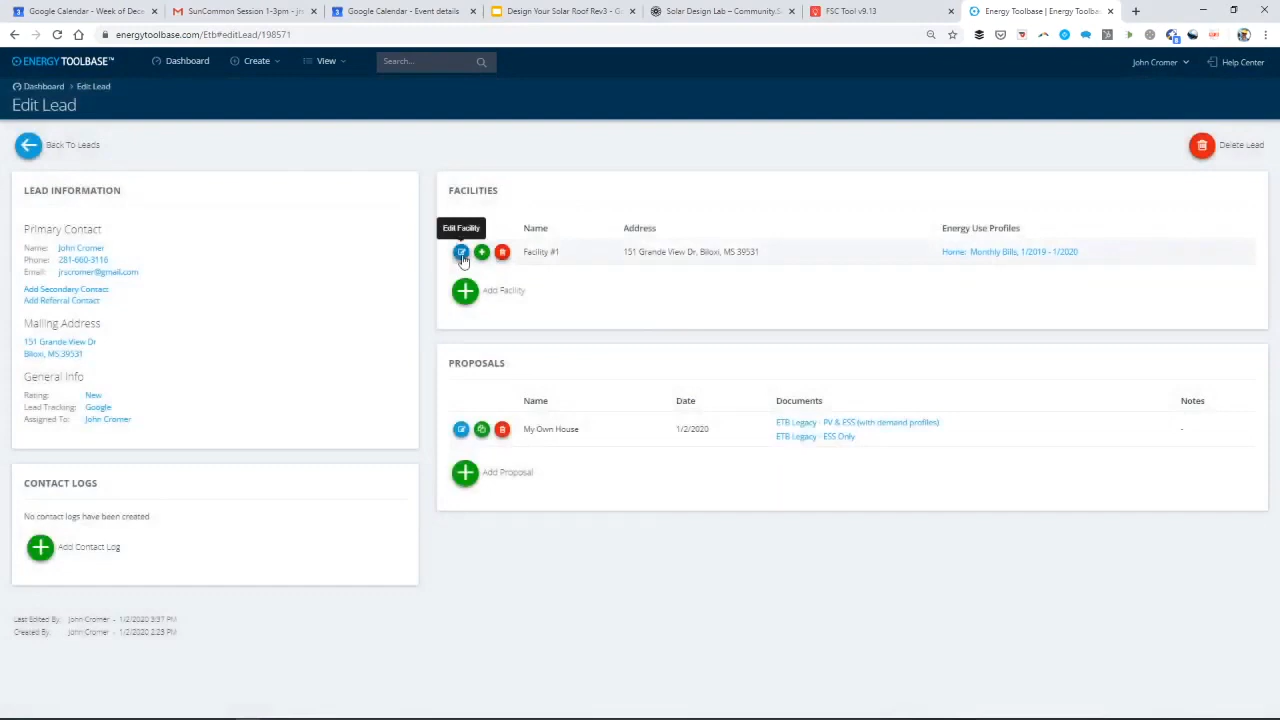 Google Calendar - Week of Dece
Gmail - SunCommon Session 1-3pm - jrs
Google Calendar - Event details
Design Your Solar Roof Rev3 - G
Solar Design Lab – Community.S
FSC Tool v9.13
Energy Toolbase | Energy Toolba
energytoolbase.com/Etb#editLead/198571
ENERGY TOOLBASE™ Dashboard Create View Search... John Cromer Help Center
Dashboard > Edit Lead
Edit Lead
Back To Leads
Delete Lead
LEAD INFORMATION
Primary Contact
Name: John Cromer
Phone: 281-660-3116
Email: jrscromer@gmail.com
Add Secondary Contact
Add Referral Contact
Mailing Address
151 Grande View Dr
Biloxi, MS 39531
General Info
Rating: New
Lead Tracking: Google
Assigned To: John Cromer
CONTACT LOGS
No contact logs have been created
Add Contact Log
Last Edited By: John Cromer - 1/2/2020 3:37 PM
Created By: John Cromer - 1/2/2020 2:23 PM
FACILITIES
Edit Facility
Name Address Energy Use Profiles
Facility #1 151 Grande View Dr, Biloxi, MS 39531 Home: Monthly Bills, 1/2019 - 1/2020
Add Facility
PROPOSALS
Name Date Documents Notes
My Own House 1/2/2020 ETB Legacy - PV & ESS (with demand profiles) -
ETB Legacy - ESS Only
Add Proposal